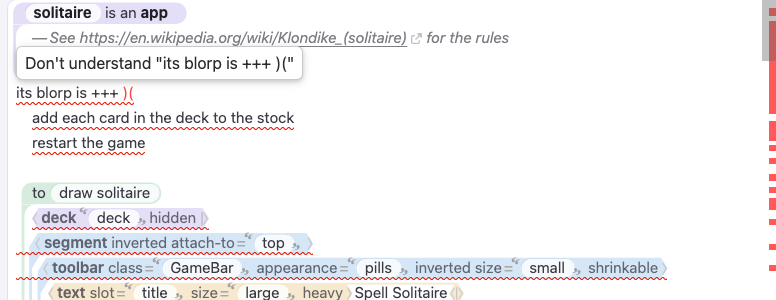 solitaire is an app
— See https://en.wikipedia.org/wiki/Klondike_(solitaire) for the rules
Don't understand "its blorp is +++ )("
its blorp is +++ )(
add each card in the deck to the stock
restart the game
to draw solitaire
deck “ deck „ hidden
segment inverted attach-to=“ top „
toolbar class=“ GameBar „ appearance=“ pills „ inverted size=“ small „ shrinkable
text slot=“ title „ size=“ large „ heavy Spell Solitaire